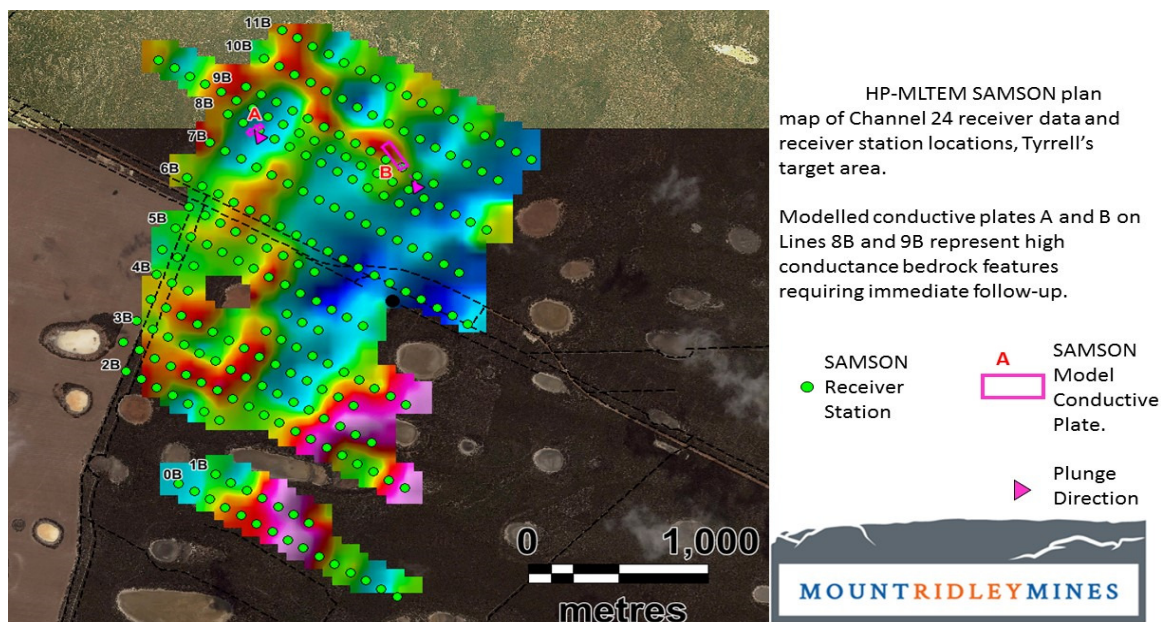 11B
10B
9B
8B
A
7B
6B
B
5B
4B
3B
2B
1B
0B
0 1,000
metres
HP-MLTEM SAMSON plan
map of Channel 24 receiver data and
receiver station locations, Tyrrell’s
target area.
Modelled conductive plates A and B on
Lines 8B and 9B represent high
conductance bedrock features
requiring immediate follow-up.
SAMSON
Receiver
Station
A
SAMSON
Model
Conductive
Plate.
Plunge
Direction
MOUNTRIDLEYMINES